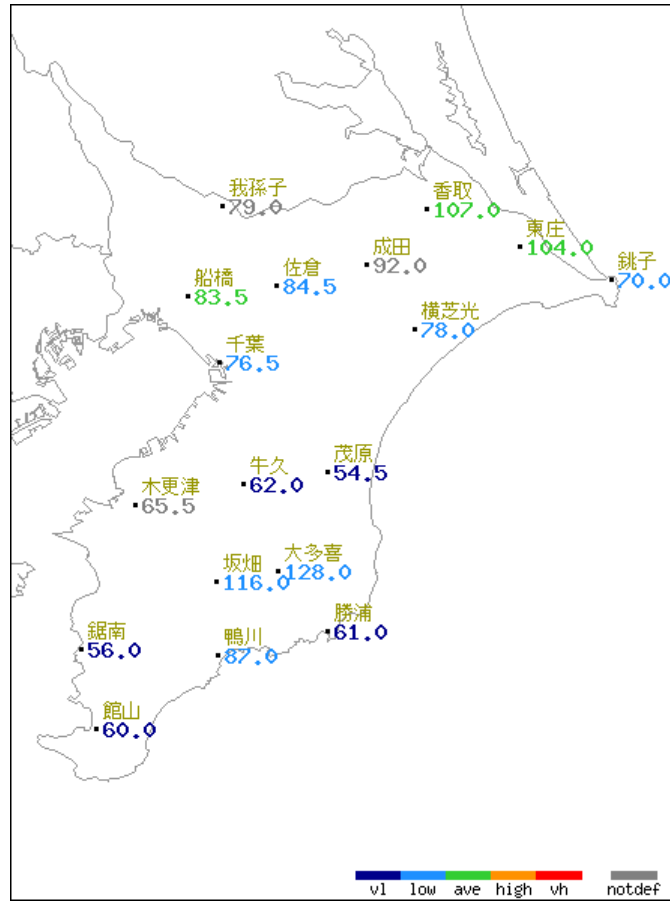 我孫子
79.0
香取
107.0
東庄
104.0
成田
92.0
銚子
70.0
船橋
83.5
佐倉
84.5
横芝光
78.0
千葉
76.5
茂原
54.5
牛久
62.0
木更津
65.5
大多喜
128.0
坂畑
116.0
勝浦
61.0
鋸南
56.0
鴨川
87.0
館山
60.0
vl low ave high vh notdef